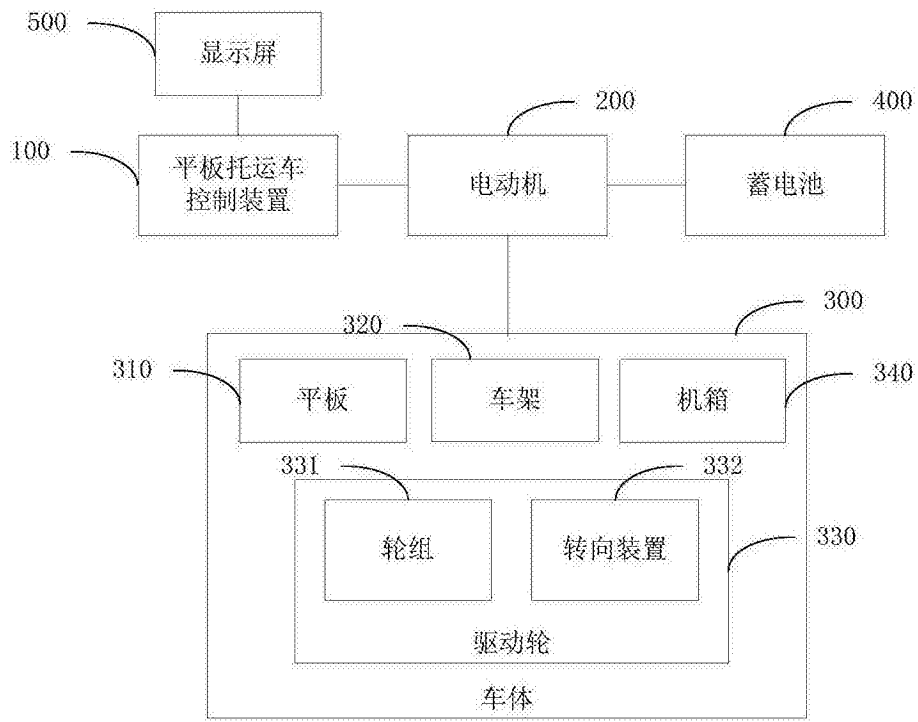 500
显示屏
200
400
100
平板托运车
控制装置
电动机
蓄电池
300
320
310
340
平板
车架
机箱
331
332
轮组
转向装置
330
驱动轮
车体